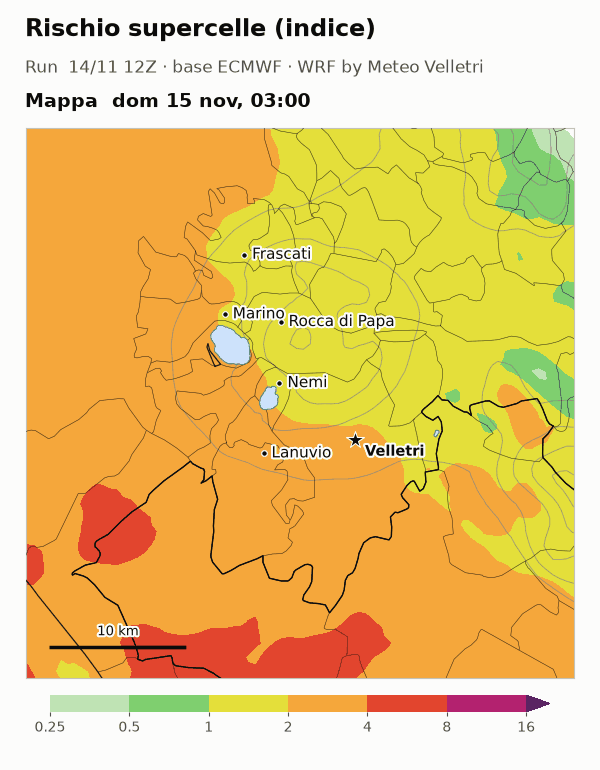 Rischio supercelle (indice)
Run  14/11 12Z · base ECMWF · WRF by Meteo Velletri
Mappa  dom 15 nov, 03:00
Frascati
Marino
Rocca di Papa
Nemi
Velletri
Lanuvio
10 km
0.25 0.5 1 2 4 8 16